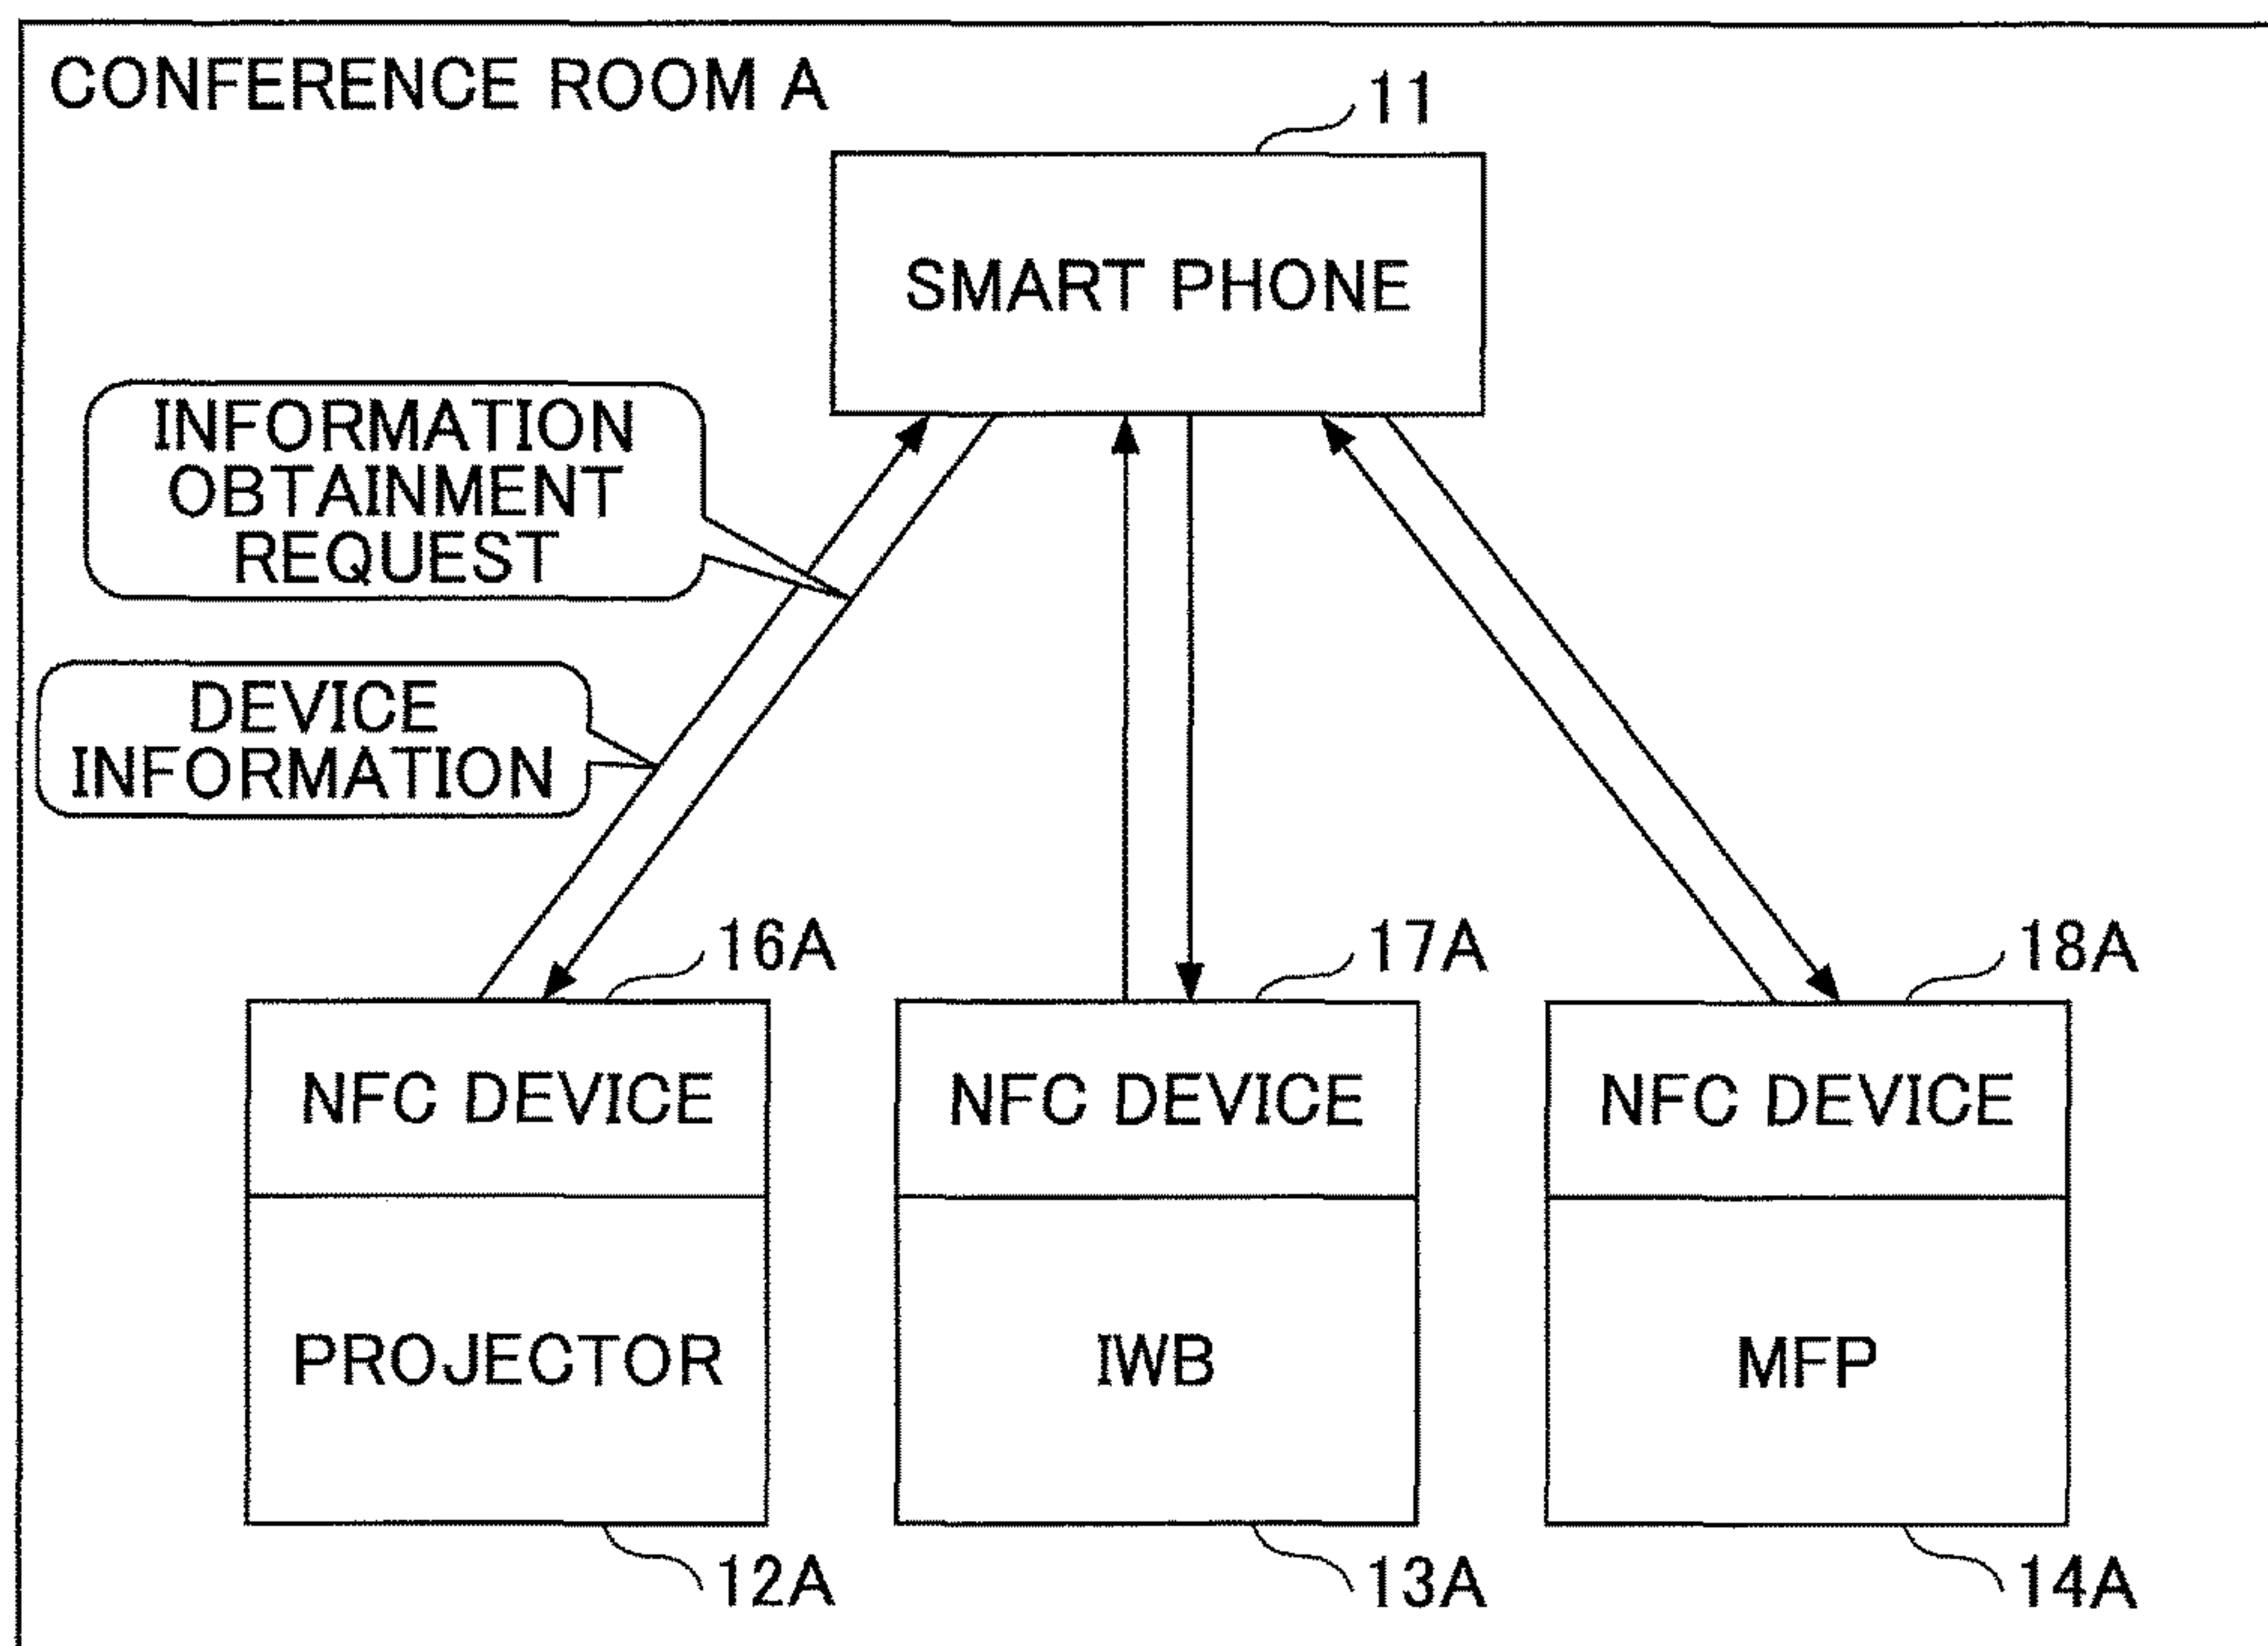 CONFERENCE ROOM A
11
SMART PHONE
INFORMATION
OBTAINMENT
REQUEST
DEVICE
INFORMATION
16A
17A
18A
NFC DEVICE
NFC DEVICE
NFC DEVICE
PROJECTOR
IWB
MFP
12A
13A
14A